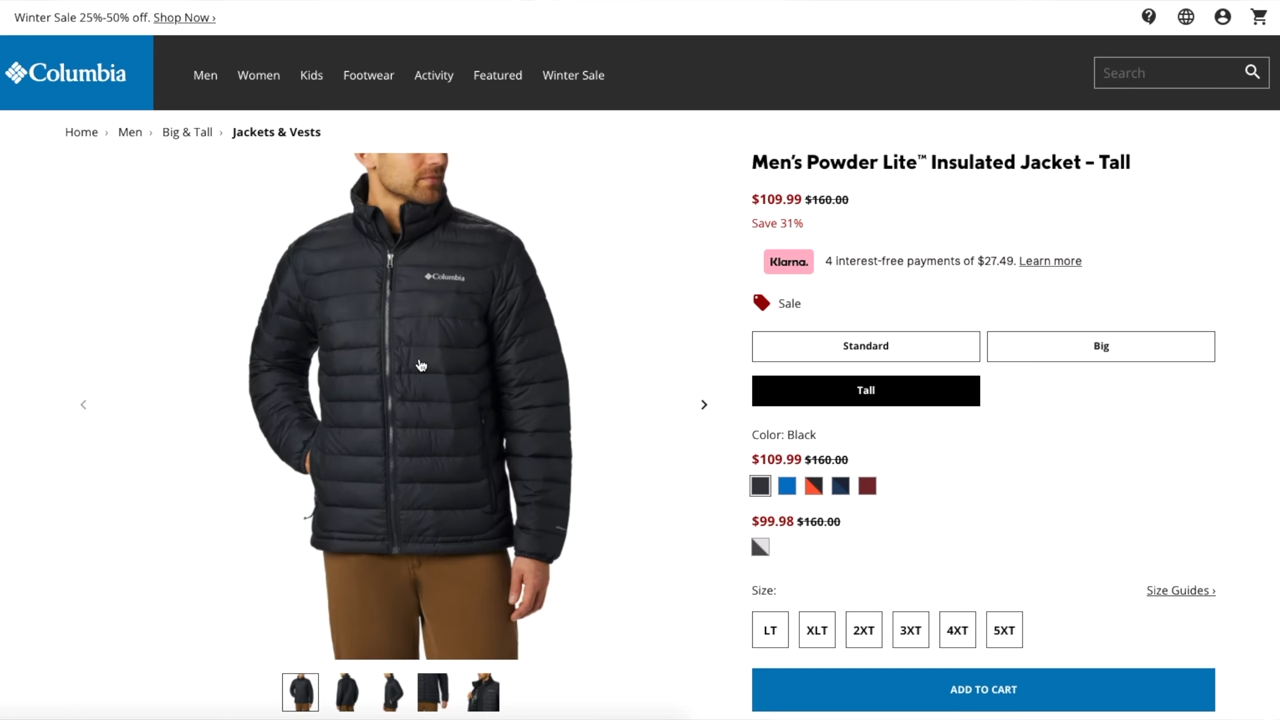 Winter Sale 25%-50% off. Shop Now ›
Columbia
Men Women Kids Footwear Activity Featured Winter Sale
Search
Home › Men › Big & Tall › Jackets & Vests
Men's Powder Lite™ Insulated Jacket – Tall
$109.99 $160.00
Save 31%
Klarna. 4 interest-free payments of $27.49. Learn more
Sale
Standard Big
Tall
Color: Black
$109.99 $160.00
$99.98 $160.00
Size: Size Guides ›
LT XLT 2XT 3XT 4XT 5XT
ADD TO CART
Columbia